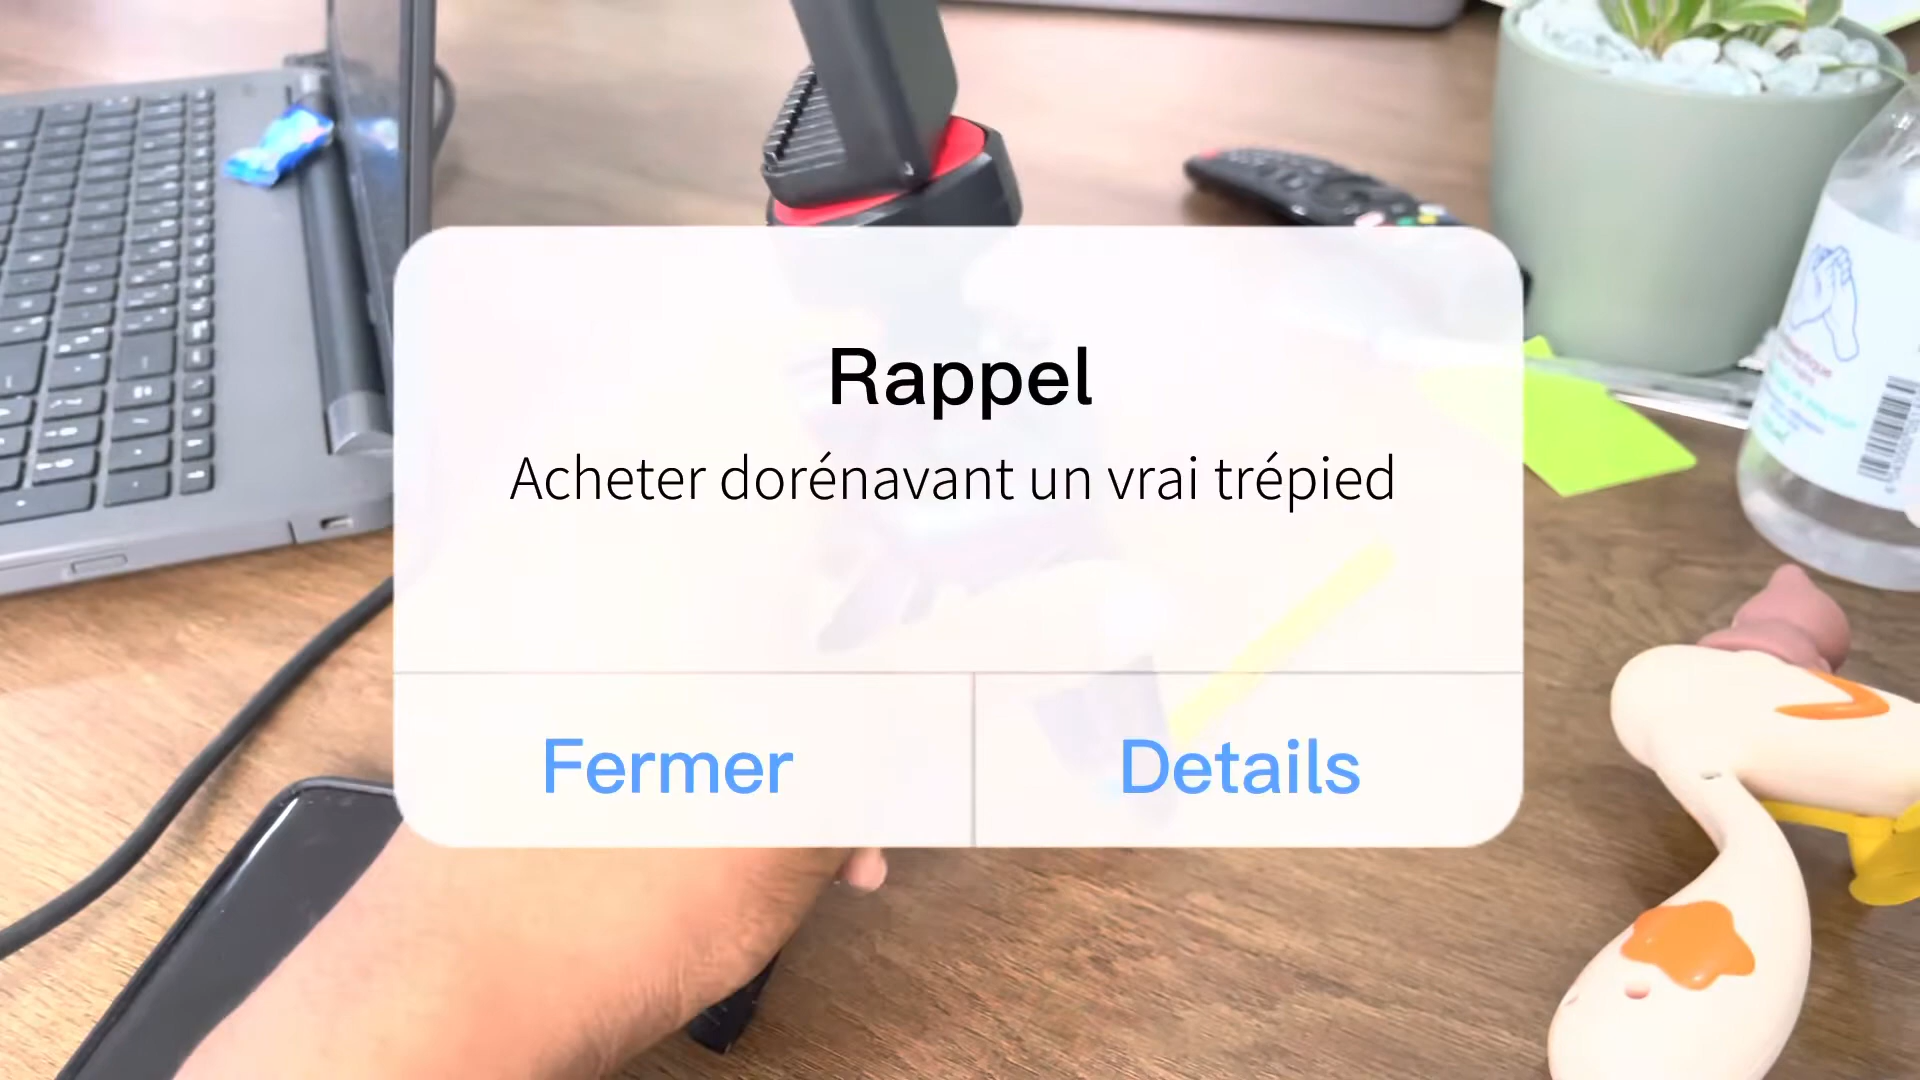 Rappel
Acheter dorénavant un vrai trépied
Fermer
Details